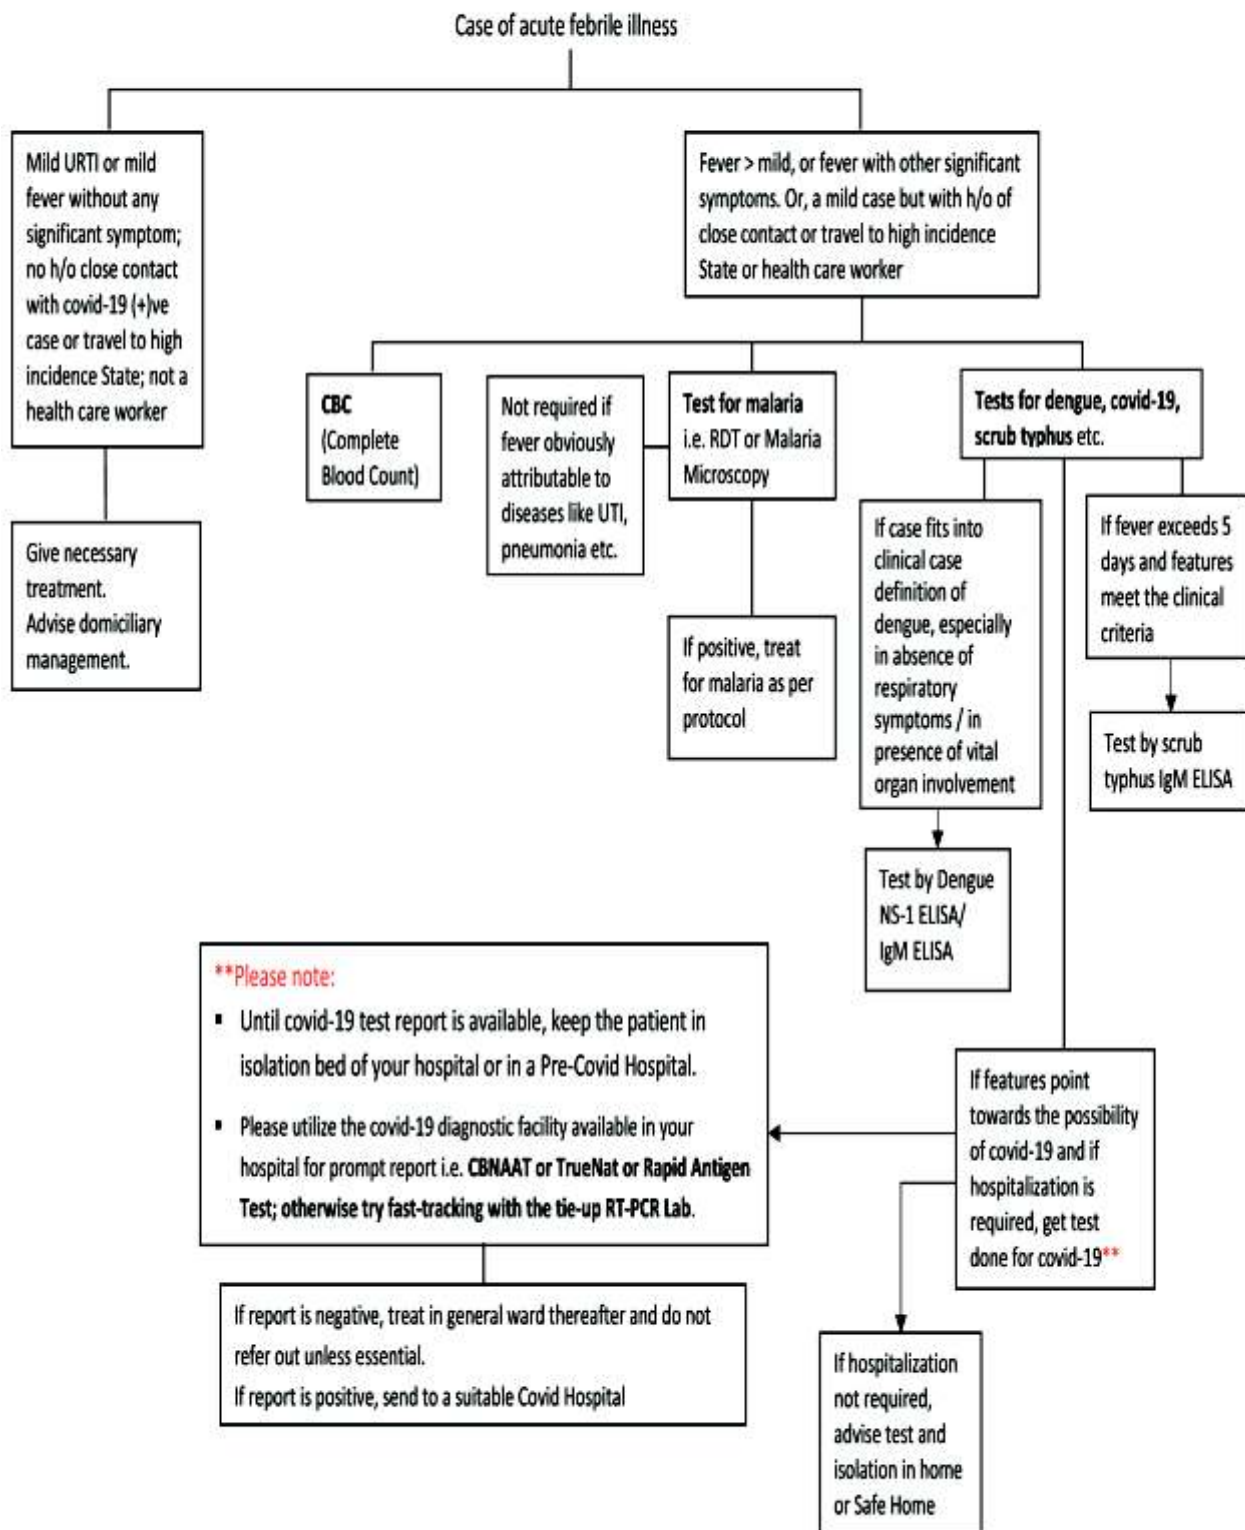 Case of acute febrile illness
Mild URTI or mild
fever without any
significant symptom;
no h/o close contact
with covid-19 (+)ve
case or travel to high
incidence State; not a
health care worker
Give necessary
treatment.
Advise domiciliary
management.
Fever > mild, or fever with other significant
symptoms. Or, a mild case but with h/o of
close contact or travel to high incidence
State or health care worker
CBC
(Complete
Blood Count)
Not required if
fever obviously
attributable to
diseases like UTI,
pneumonia etc.
Test for malaria
i.e. RDT or Malaria
Microscopy
If positive, treat
for malaria as per
protocol
Tests for dengue, covid-19,
scrub typhus etc.
If case fits into
clinical case
definition of
dengue, especially
in absence of
respiratory
symptoms / in
presence of vital
organ involvement
Test by Dengue
NS-1 ELISA/
IgM ELISA
If fever exceeds 5
days and features
meet the clinical
criteria
Test by scrub
typhus IgM ELISA
If features point
towards the possibility
of covid-19 and if
hospitalization is
required, get test
done for covid-19**
**Please note:
▪ Until covid-19 test report is available, keep the patient in
isolation bed of your hospital or in a Pre-Covid Hospital.
▪ Please utilize the covid-19 diagnostic facility available in your
hospital for prompt report i.e. CBNAAT or TrueNat or Rapid Antigen
Test; otherwise try fast-tracking with the tie-up RT-PCR Lab.
If report is negative, treat in general ward thereafter and do not
refer out unless essential.
If report is positive, send to a suitable Covid Hospital
If hospitalization
not required,
advise test and
isolation in home
or Safe Home